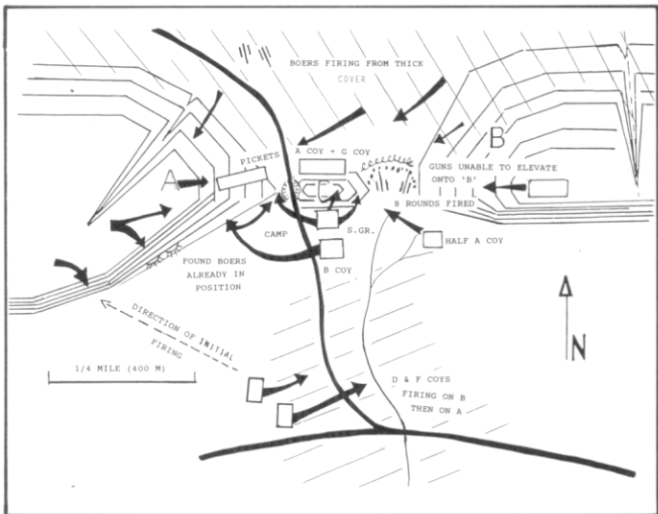 BOERS FIRING FROM THICK
COVER
B
A COY + G COY
PICKETS
A
GUNS UNABLE TO ELEVATE
ONTO 'B'
8 ROUNDS FIRED
CAMP
S.GR.
HALF A COY
B COY
FOUND BOERS
ALREADY IN
POSITION
DIRECTION OF INITIAL
FIRING
N
1/4 MILE (400 M)
D & F COYS
FIRING ON B
THEN ON A